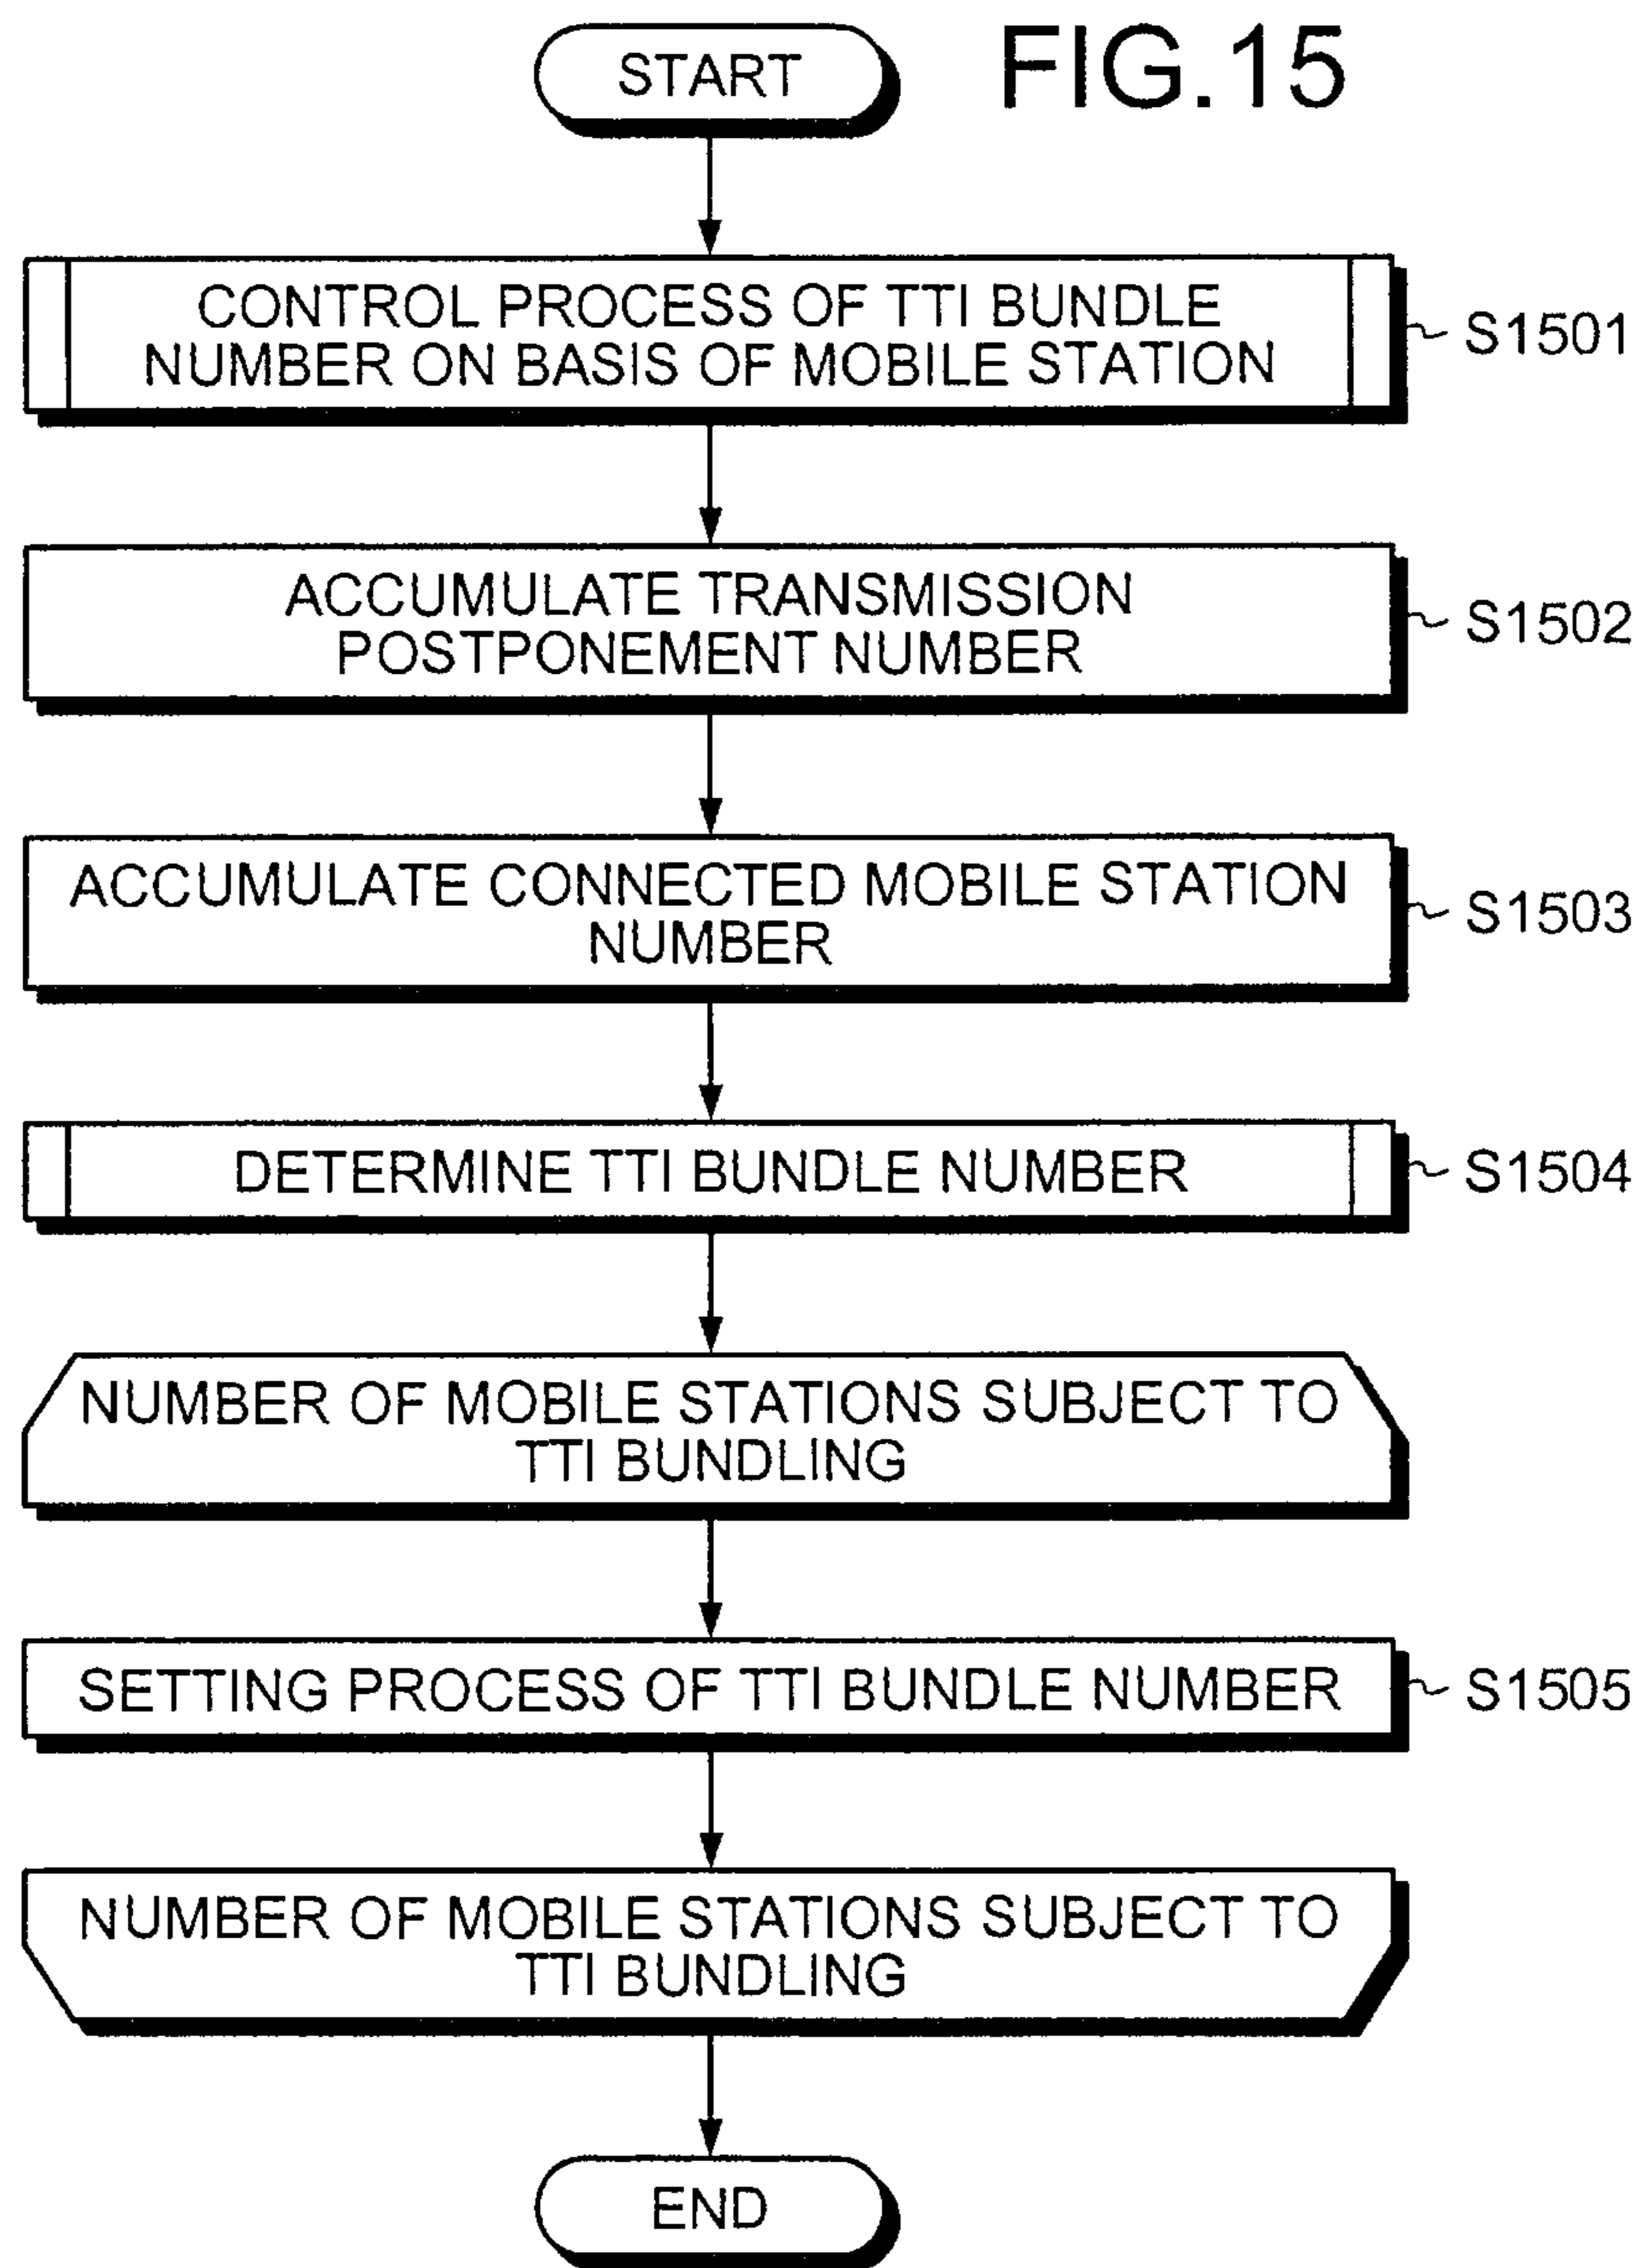 FIG.15
START
CONTROL PROCESS OF TTI BUNDLE
NUMBER ON BASIS OF MOBILE STATION
S1501
ACCUMULATE TRANSMISSION
POSTPONEMENT NUMBER
S1502
ACCUMULATE CONNECTED MOBILE STATION
NUMBER
S1503
DETERMINE TTI BUNDLE NUMBER
S1504
NUMBER OF MOBILE STATIONS SUBJECT TO
TTI BUNDLING
SETTING PROCESS OF TTI BUNDLE NUMBER
S1505
NUMBER OF MOBILE STATIONS SUBJECT TO
TTI BUNDLING
END